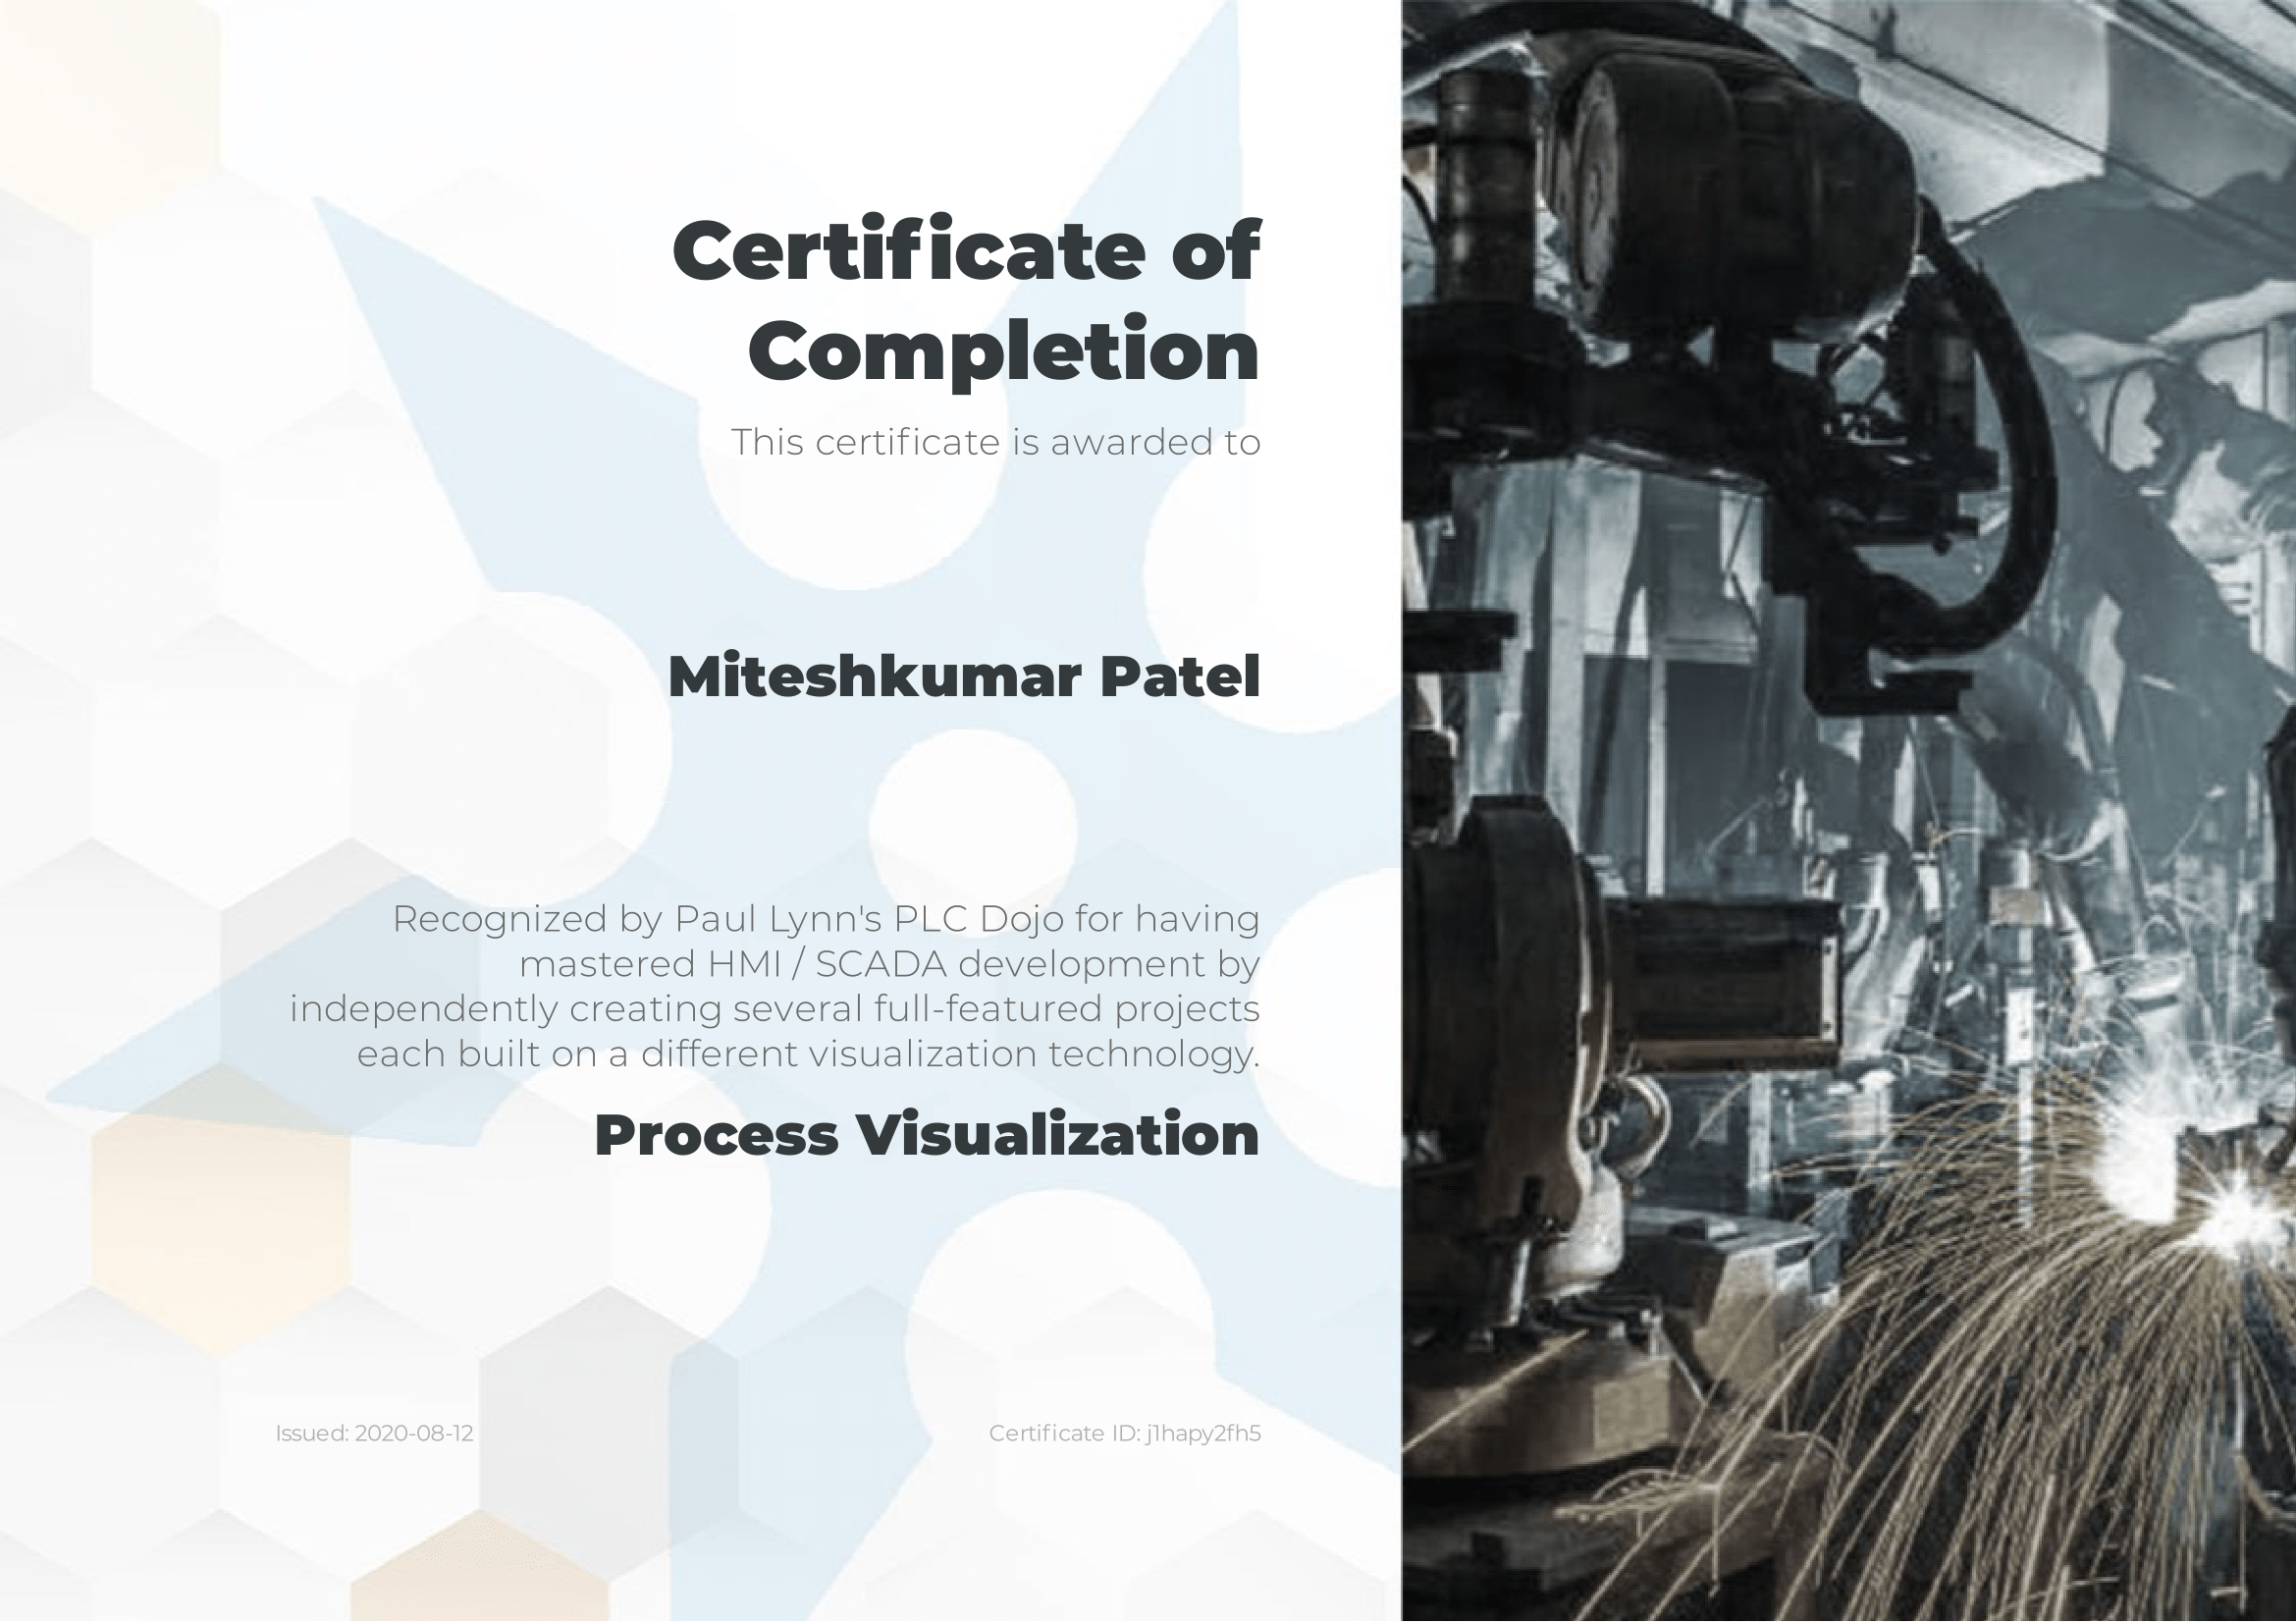 Certificate of
Completion
This certificate is awarded to
Miteshkumar Patel
Recognized by Paul Lynn's PLC Dojo for having
mastered HMI / SCADA development by
independently creating several full-featured projects
each built on a different visualization technology.
Process Visualization
Issued: 2020-08-12
Certificate ID: j1hapy2fh5